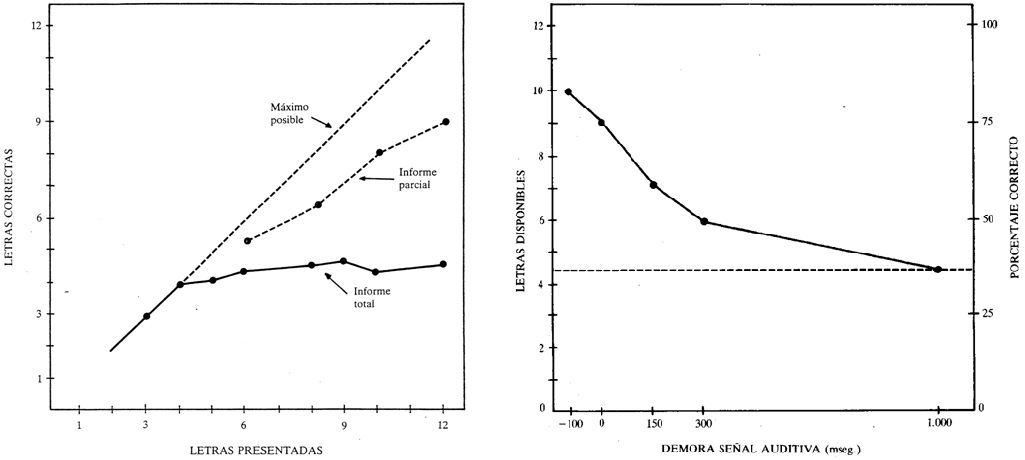 12
9
6
3
1
LETRAS CORRECTAS
Máximo
posible
Informe
parcial
Informe
total
1
3
6
9
12
LETRAS PRESENTADAS
12
10
8
6
4
2
0
LETRAS DISPONIBLES
100
75
50
25
0
PORCENTAJE CORRECTO
−100
0
150
300
1.000
DEMORA SEÑAL AUDITIVA (mseg.)